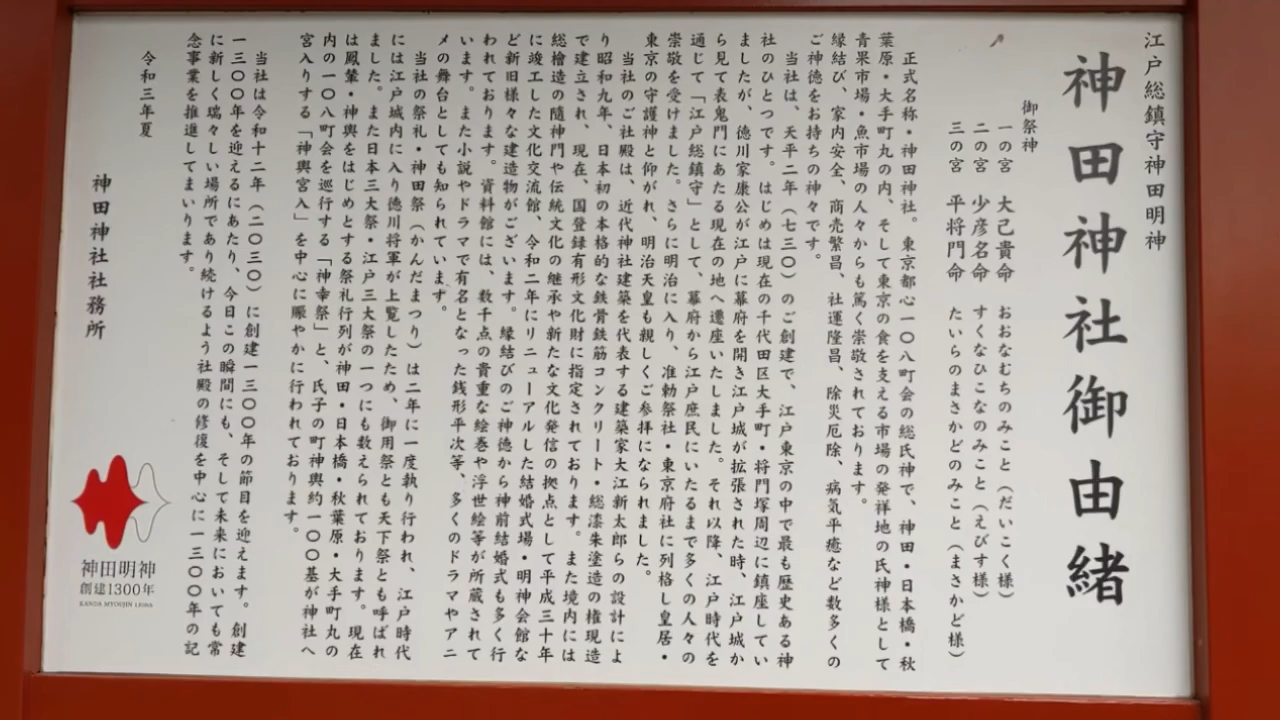 江戸総鎮守神田明神
神田神社御由緒
御祭神
一の宮 大己貴命 おおなむちのみこと（だいこく様）
二の宮 少彦名命 すくなひこなのみこと（えびす様）
三の宮 平将門命 たいらのまさかどのみこと（まさかど様）
正式名称・神田神社。東京都心一〇八町会の総氏神で、神田・日本橋・秋
葉原・大手町丸の内、そして東京の食を支える市場の発祥地の氏神様として
青果市場・魚市場の人々からも篤く崇敬されております。
縁結び、家内安全、商売繁昌、社運隆昌、除災厄除、病気平癒など数多くの
ご神徳をお持ちの神々です。
当社は、天平二年（七三〇）のご創建で、江戸東京の中で最も歴史ある神
社のひとつです。はじめは現在の千代田区大手町・将門塚周辺に鎮座してい
ましたが、徳川家康公が江戸に幕府を開き江戸城が拡張された時、江戸城か
ら見て表鬼門にあたる現在の地へ遷座いたしました。それ以降、江戸時代を
通じて「江戸総鎮守」として、幕府から江戸庶民にいたるまで多くの人々の
崇敬を受けました。さらに明治に入り、准勅祭社・東京府社に列格し皇居・
東京の守護神と仰がれ、明治天皇も親しくご参拝になられました。
当社のご社殿は、近代神社建築を代表する建築家大江新太郎らの設計によ
り昭和九年、日本初の本格的な鉄骨鉄筋コンクリート・総漆朱塗造の権現造
で建立され、現在、国登録有形文化財に指定されております。また境内には
総檜造の隨神門や伝統文化の継承や新たな文化発信の拠点として平成三十年
に竣工した文化交流館、令和二年にリニューアルした結婚式場・明神会館な
ど新旧様々な建造物がございます。縁結びのご神徳から神前結婚式も多く行
われております。資料館には、数千点の貴重な絵巻や浮世絵等が所蔵されて
います。また小説やドラマで有名となった銭形平次等、多くのドラマやアニ
メの舞台としても知られています。
当社の祭礼・神田祭（かんだまつり）は二年に一度執り行われ、江戸時代
には江戸城内に入り徳川将軍が上覧したため、御用祭とも天下祭とも呼ばれ
ました。また日本三大祭・江戸三大祭の一つにも数えられております。現在
は鳳輦・神輿をはじめとする祭礼行列が神田・日本橋・秋葉原・大手町丸の
内の一〇八町会を巡行する「神幸祭」と、氏子の町神輿約一〇〇基が神社へ
宮入りする「神輿宮入」を中心に賑やかに行われております。
当社は令和十二年（二〇三〇）に創建一三〇〇年の節目を迎えます。創建
一三〇〇年を迎えるにあたり、今日この瞬間にも、そして未来においても常
に新しく瑞々しい場所であり続けるよう社殿の修復を中心に一三〇〇年の記
念事業を推進してまいります。
令和三年夏
神田神社社務所
神田明神
創建1300年
KANDA MYOUJIN 1300th